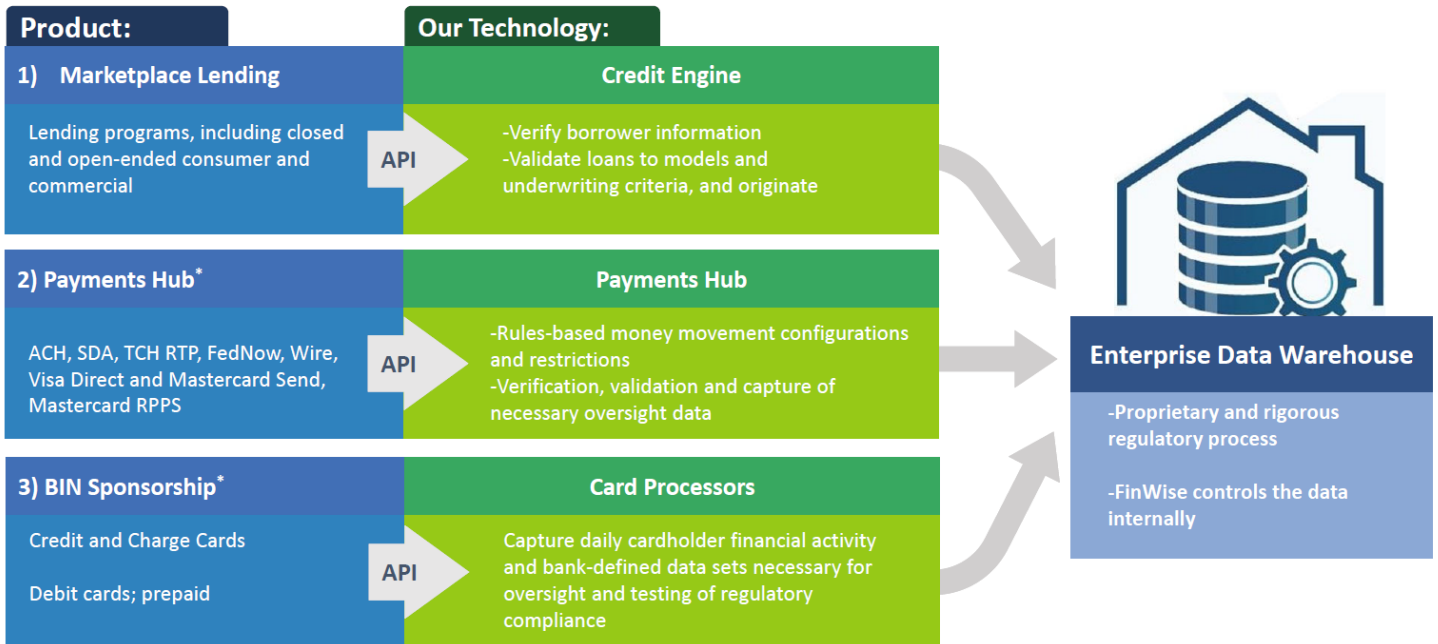 Product:
Our Technology:
1) Marketplace Lending
Credit Engine
Lending programs, including closed
and open-ended consumer and
commercial
API
-Verify borrower information
-Validate loans to models and
underwriting criteria, and originate
2) Payments Hub*
Payments Hub
ACH, SDA, TCH RTP, FedNow, Wire,
Visa Direct and Mastercard Send,
Mastercard RPPS
API
-Rules-based money movement configurations
and restrictions
-Verification, validation and capture of
necessary oversight data
3) BIN Sponsorship*
Card Processors
Credit and Charge Cards
Debit cards; prepaid
API
Capture daily cardholder financial activity
and bank-defined data sets necessary for
oversight and testing of regulatory
compliance
Enterprise Data Warehouse
-Proprietary and rigorous
regulatory process
-FinWise controls the data
internally